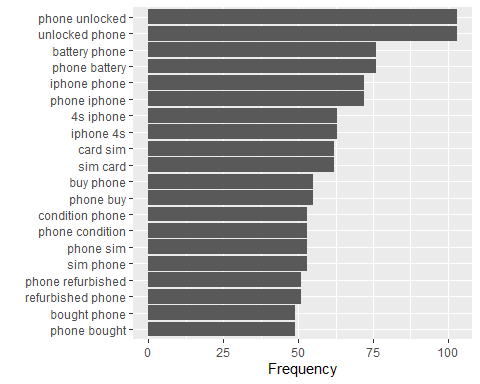 phone unlocked
unlocked phone
battery phone
phone battery
iphone phone
phone iphone
4s iphone
iphone 4s
card sim
sim card
buy phone
phone buy
condition phone
phone condition
phone sim
sim phone
phone refurbished
refurbished phone
bought phone
phone bought
0 25 50 75 100
Frequency